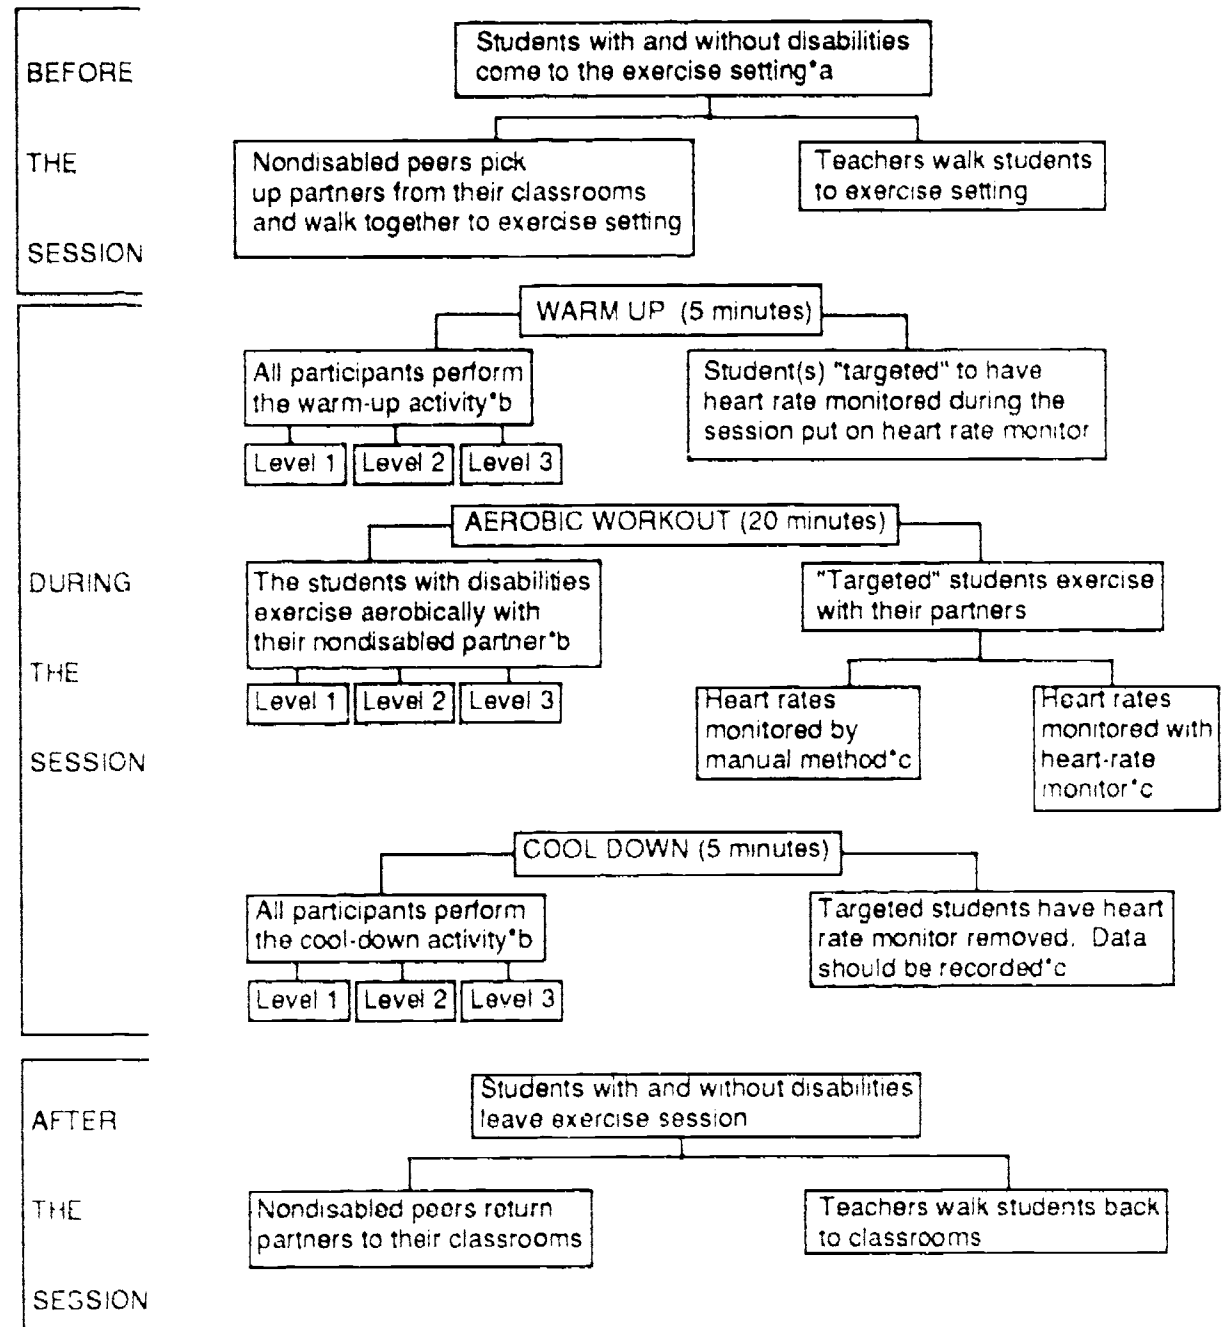 BEFORE
THE
SESSION
Students with and without disabilities
come to the exercise setting*a
Nondisabled peers pick
up partners from their classrooms
and walk together to exercise setting
Teachers walk students
to exercise setting
DURING
THE
SESSION
WARM UP (5 minutes)
All participants perform
the warm-up activity*b
Level 1
Level 2
Level 3
Student(s) "targeted" to have
heart rate monitored during the
session put on heart rate monitor
AEROBIC WORKOUT (20 minutes)
The students with disabilities
exercise aerobically with
their nondisabled partner*b
Level 1
Level 2
Level 3
"Targeted" students exercise
with their partners
Heart rates
monitored by
manual method*c
Heart rates
monitored with
heart-rate
monitor*c
COOL DOWN (5 minutes)
All participants perform
the cool-down activity*b
Level 1
Level 2
Level 3
Targeted students have heart
rate monitor removed. Data
should be recorded*c
AFTER
THE
SESSION
Students with and without disabilities
leave exercise session
Nondisabled peers return
partners to their classrooms
Teachers walk students back
to classrooms